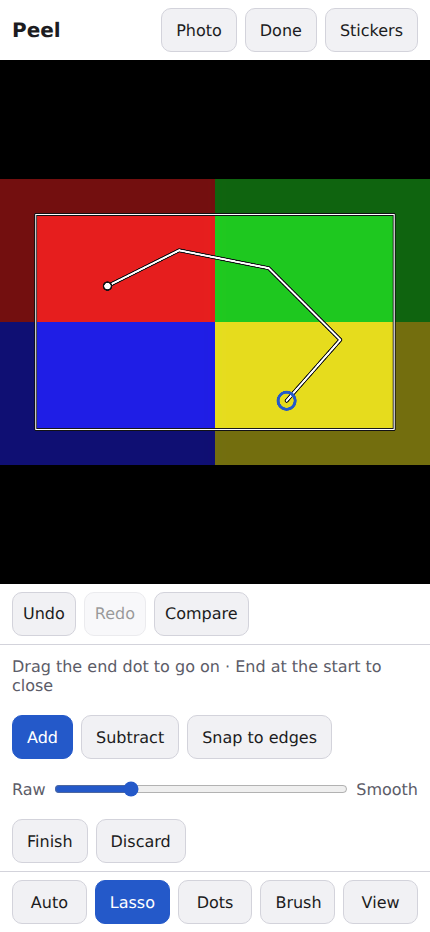 Peel Photo Done Stickers
Undo Redo Compare
Drag the end dot to go on · End at the start to
close
Add Subtract Snap to edges
Raw Smooth
Finish Discard
Auto Lasso Dots Brush View